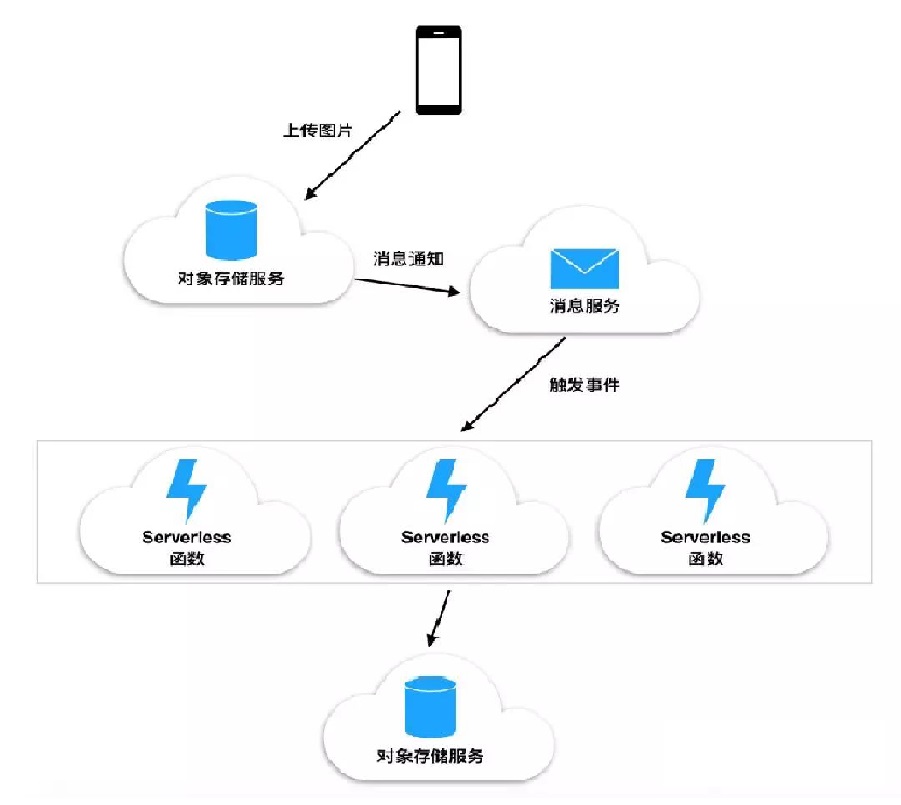 上传图片
对象存储服务
消息通知
消息服务
触发事件
Serverless
函数
Serverless
函数
Serverless
函数
对象存储服务